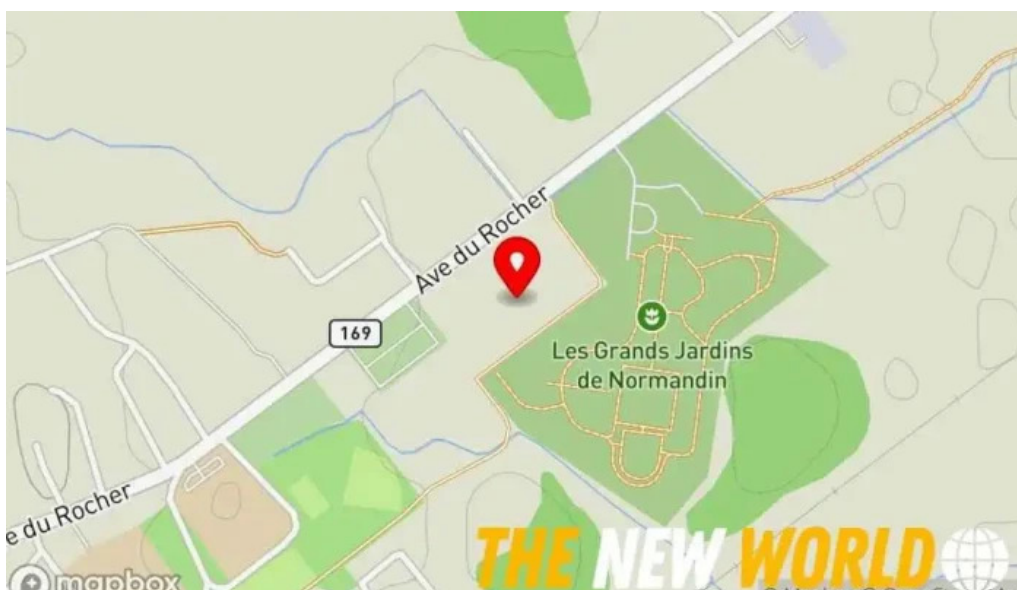 Ave du Rocher
169
Les Grands Jardins
de Normandin
e du Rocher
THE NEW WORLD
mapbox